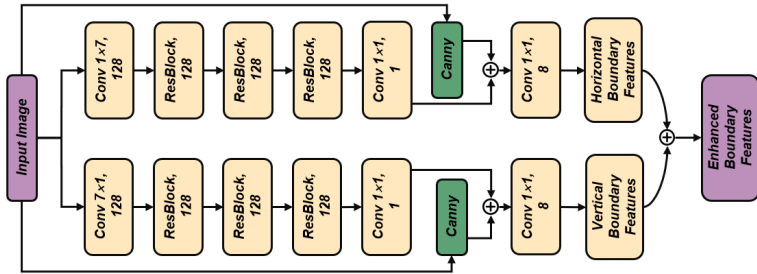 Input Image
Conv 1×7,
128
ResBlock,
128
ResBlock,
128
ResBlock,
128
Conv 1×1,
1
Canny
Conv 1×1,
8
Horizontal
Boundary
Features
Conv 7×1,
128
ResBlock,
128
ResBlock,
128
ResBlock,
128
Conv 1×1,
1
Canny
Conv 1×1,
8
Vertical
Boundary
Features
Enhanced
Boundary
Features